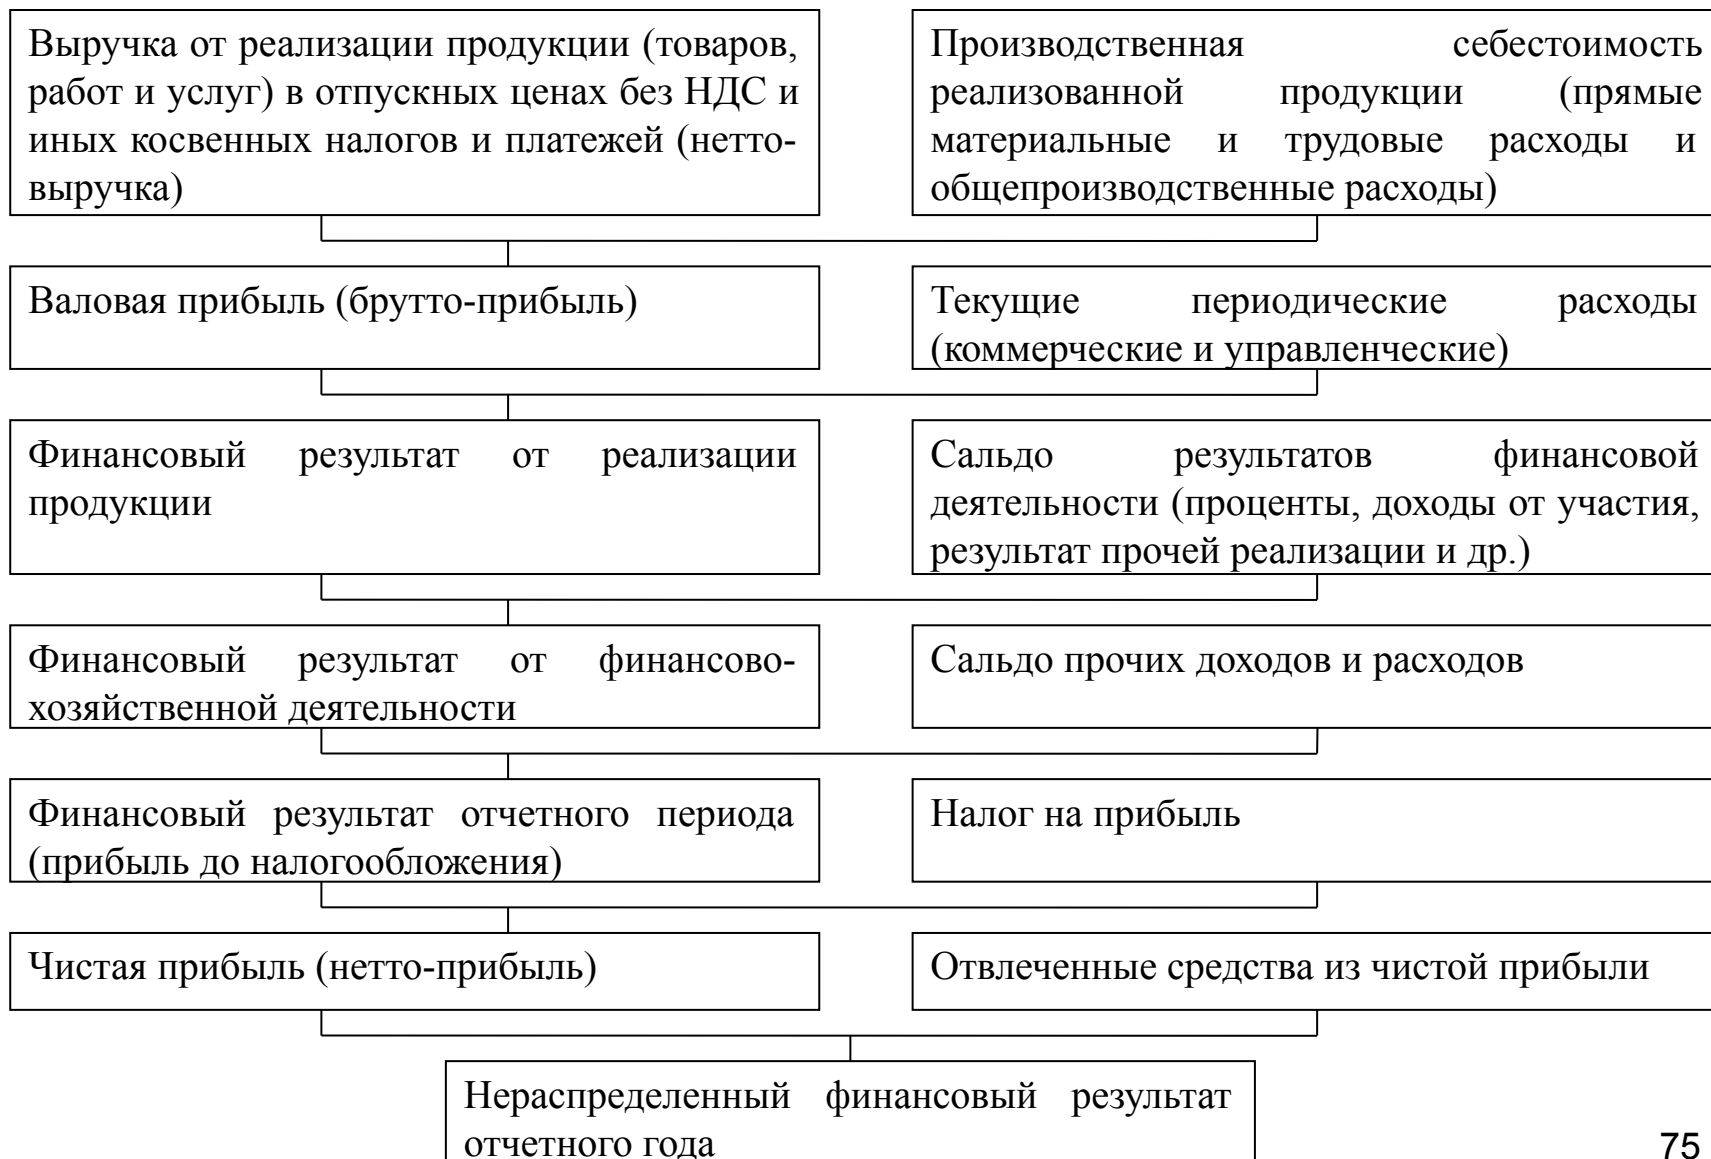 Выручка от реализации продукции (товаров,
работ и услуг) в отпускных ценах без НДС и
иных косвенных налогов и платежей (нетто-
выручка)
Производственная себестоимость
реализованной продукции (прямые
материальные и трудовые расходы и
общепроизводственные расходы)
Валовая прибыль (брутто-прибыль)
Текущие периодические расходы
(коммерческие и управленческие)
Финансовый результат от реализации
продукции
Сальдо результатов финансовой
деятельности (проценты, доходы от участия,
результат прочей реализации и др.)
Финансовый результат от финансово-
хозяйственной деятельности
Сальдо прочих доходов и расходов
Финансовый результат отчетного периода
(прибыль до налогообложения)
Налог на прибыль
Чистая прибыль (нетто-прибыль)
Отвлеченные средства из чистой прибыли
Нераспределенный финансовый результат
отчетного года
75